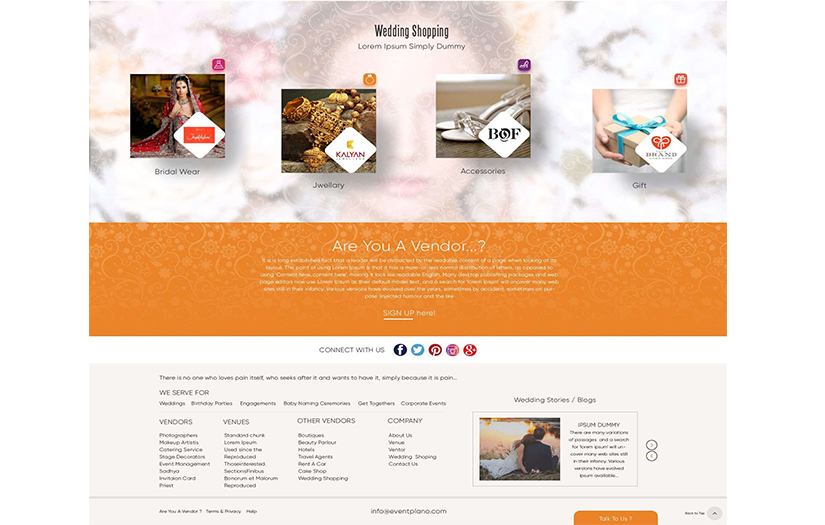 Wedding Shopping
Lorem Ipsum Simply Dummy
KALYAN
JEWELLERS
BOF
BRAND
Bridal Wear
Jwellary
Accessories
Gift
Are You A Vendor...?
It is a long established fact that a reader will be distracted by the readable content of a page when looking at its
layout. The point of using Lorem Ipsum is that it has a more-or-less normal distribution of letters, as opposed to
using 'Content here, content here', making it look like readable English. Many desktop publishing packages and web
page editors now use Lorem Ipsum as their default model text, and a search for 'lorem ipsum' will uncover many web
sites still in their infancy. Various versions have evolved over the years, sometimes by accident, sometimes on pur-
pose injected humour and the like
SIGN UP here!
CONNECT WITH US
There is no one who loves pain itself, who seeks after it and wants to have it, simply because it is pain...
WE SERVE FOR
Weddings Birthday Parties Engagements Baby Naming Ceremonies Get Togethers Corporate Events
VENDORS
Photographers
Makeup Artistis
Catering Service
Stage Decorators
Event Management
Sadhya
Invitaion Card
Priest
VENUES
Standard chunk
Lorem Ipsum
Used since the
Reproduced
Thoseinterested
SectionsFinibus
Bonorum et Malorum
Reproduced
OTHER VENDORS
Boutiques
Beauty Parlour
Hotels
Travel Agents
Rent A Car
Cake Shop
Wedding Shopping
COMPANY
About Us
Venue
Ventor
Wedding Shoping
Contact Us
Wedding Stories / Blogs
IPSUM DUMMY
There are many variations
of passages and a search
for 'lorem ipsum' will un-
cover many web sites still
in their infancy. Various
versions have evolved
Ipsum available...
Are You A Vendor ? Terms & Privacy Help
info@eventplano.com
Talk To Us ?
Back to Top